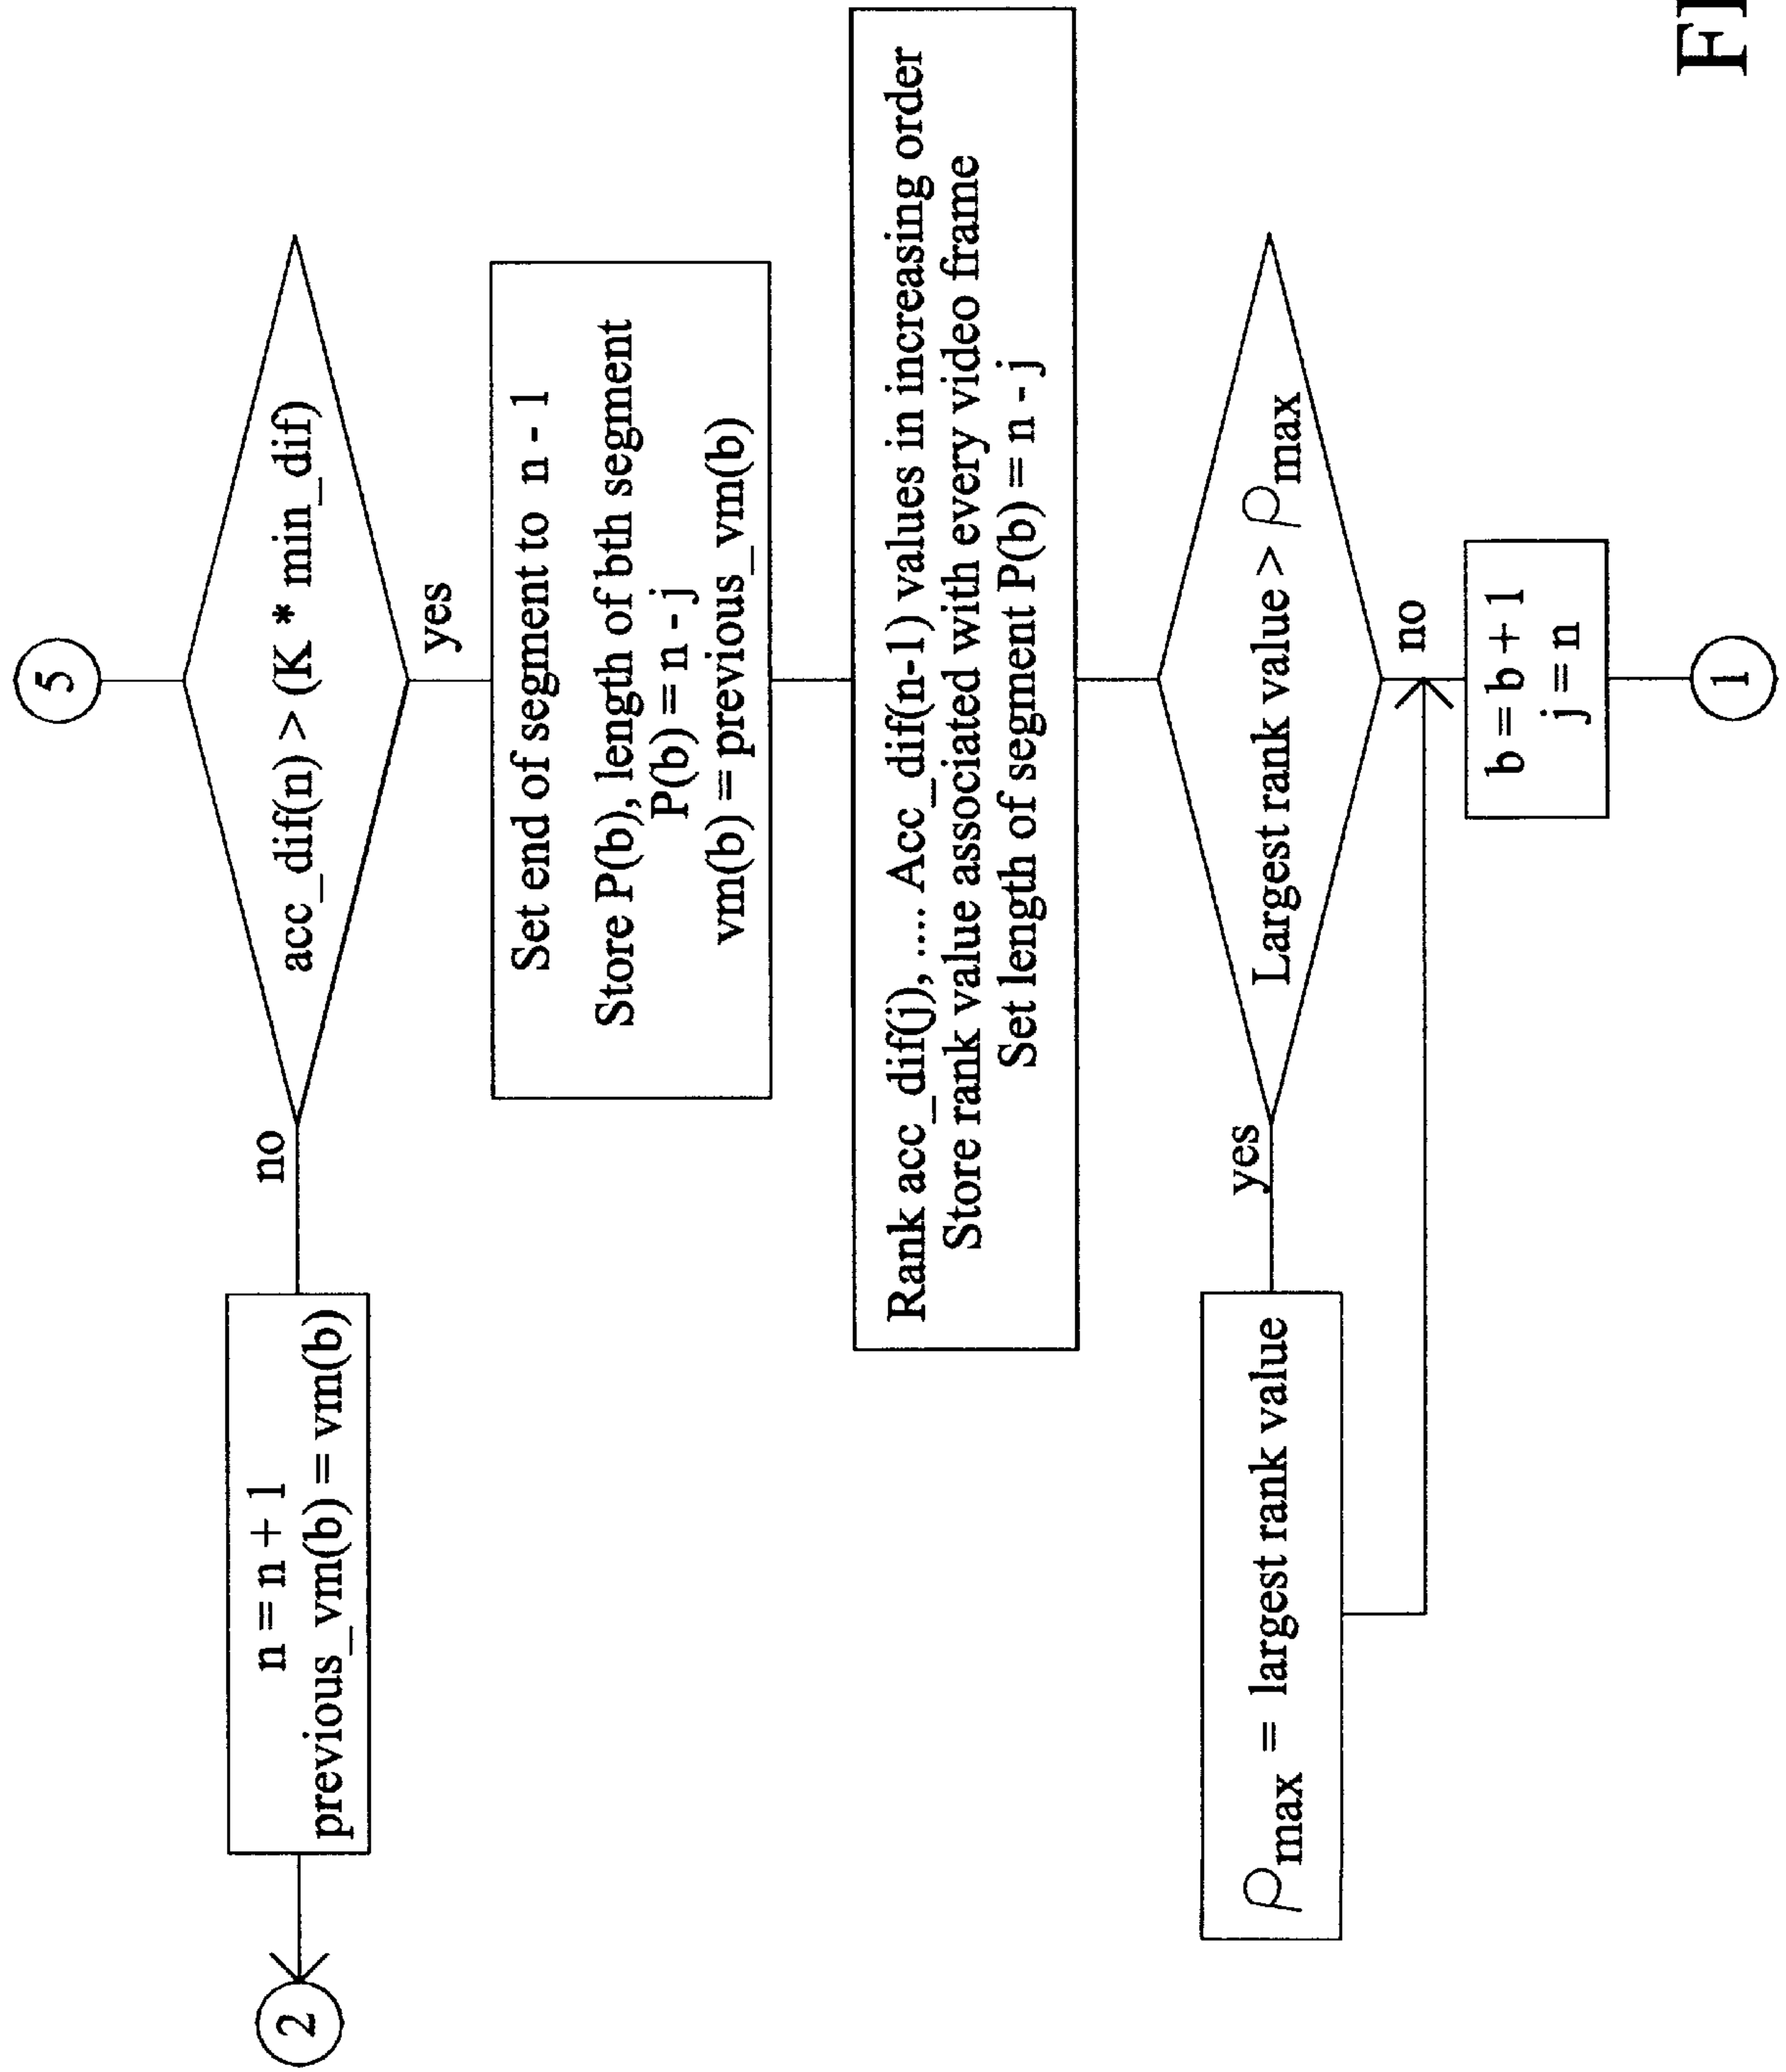 5
acc_dif(n) > (K * min_dif)
no
n = n + 1
previous_vm(b) = vm(b)
2
yes
Set end of segment to n - 1
Store P(b), length of bth segment
P(b) = n - j
vm(b) = previous_vm(b)
Rank acc_dif(j), .... Acc_dif(n-1) values in increasing order
Store rank value associated with every video frame
Set length of segment P(b) = n - j
Largest rank value > ρmax
yes
ρmax = largest rank value
no
b = b + 1
j = n
1